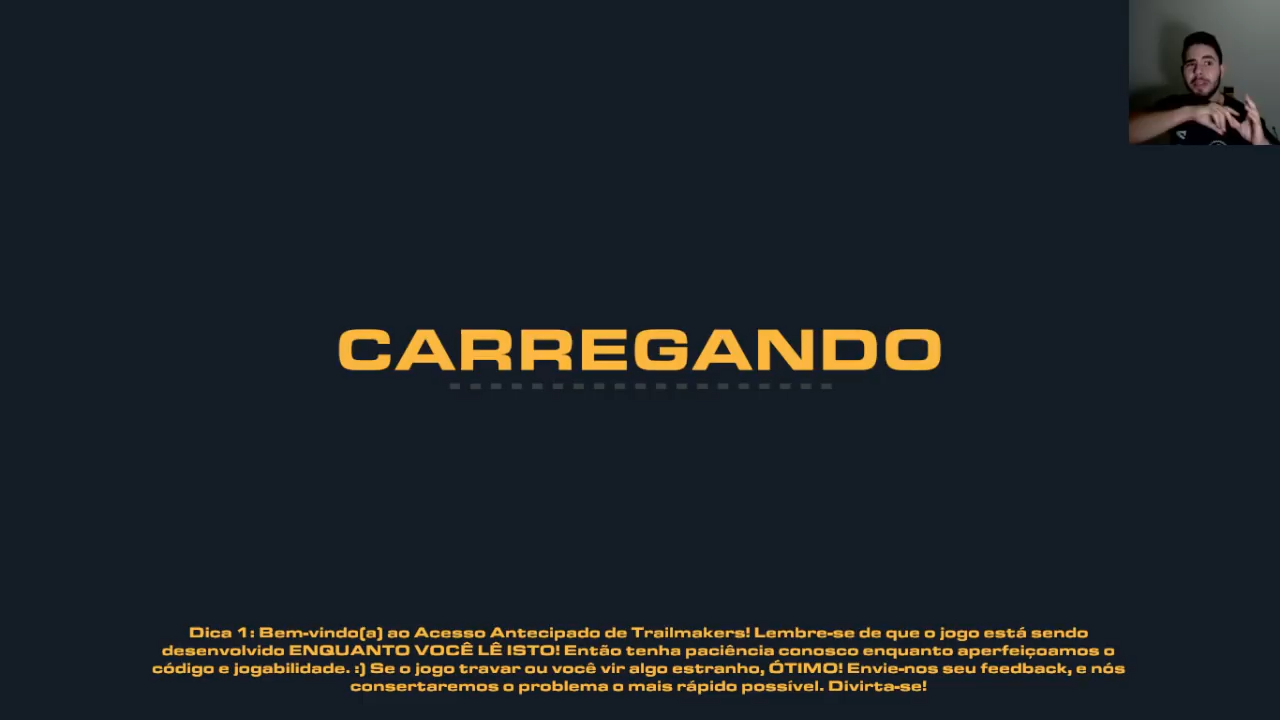 CARREGANDO
Dica 1: Bem-vindo(a) ao Acesso Antecipado de Trailmakers! Lembre-se de que o jogo está sendo
desenvolvido ENQUANTO VOCÊ LÊ ISTO! Então tenha paciência conosco enquanto aperfeiçoamos o
código e jogabilidade. :) Se o jogo travar ou você vir algo estranho, ÓTIMO! Envie-nos seu feedback, e nós
consertaremos o problema o mais rápido possível. Divirta-se!